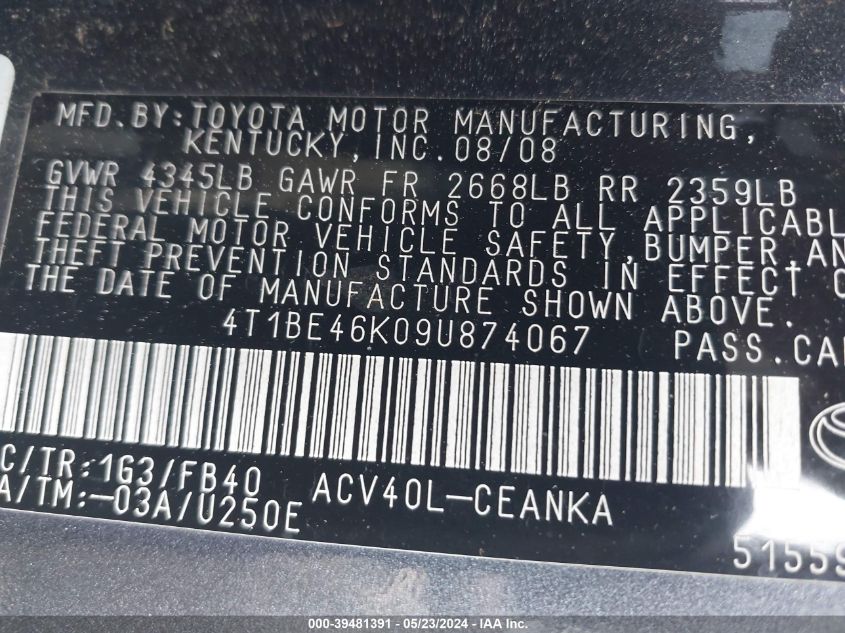 MFD.BY:TOYOTA MOTOR MANUFACTURING,
KENTUCKY,INC.08/08
GVWR 4345LB GAWR FR 2668LB RR 2359LB
THIS VEHICLE CONFORMS TO ALL APPLICABL
FEDERAL MOTOR VEHICLE SAFETY,BUMPER,AN
THEFT PREVENTION STANDARDS IN EFFECT O
THE DATE OF MANUFACTURE SHOWN ABOVE.
4T1BE46K09U874067 PASS.CAR
C/TR:1G3/FB40 ACV40L-CEANKA
A/TM:-03A/U250E
51559
000-39481391 - 05/23/2024 - IAA Inc.